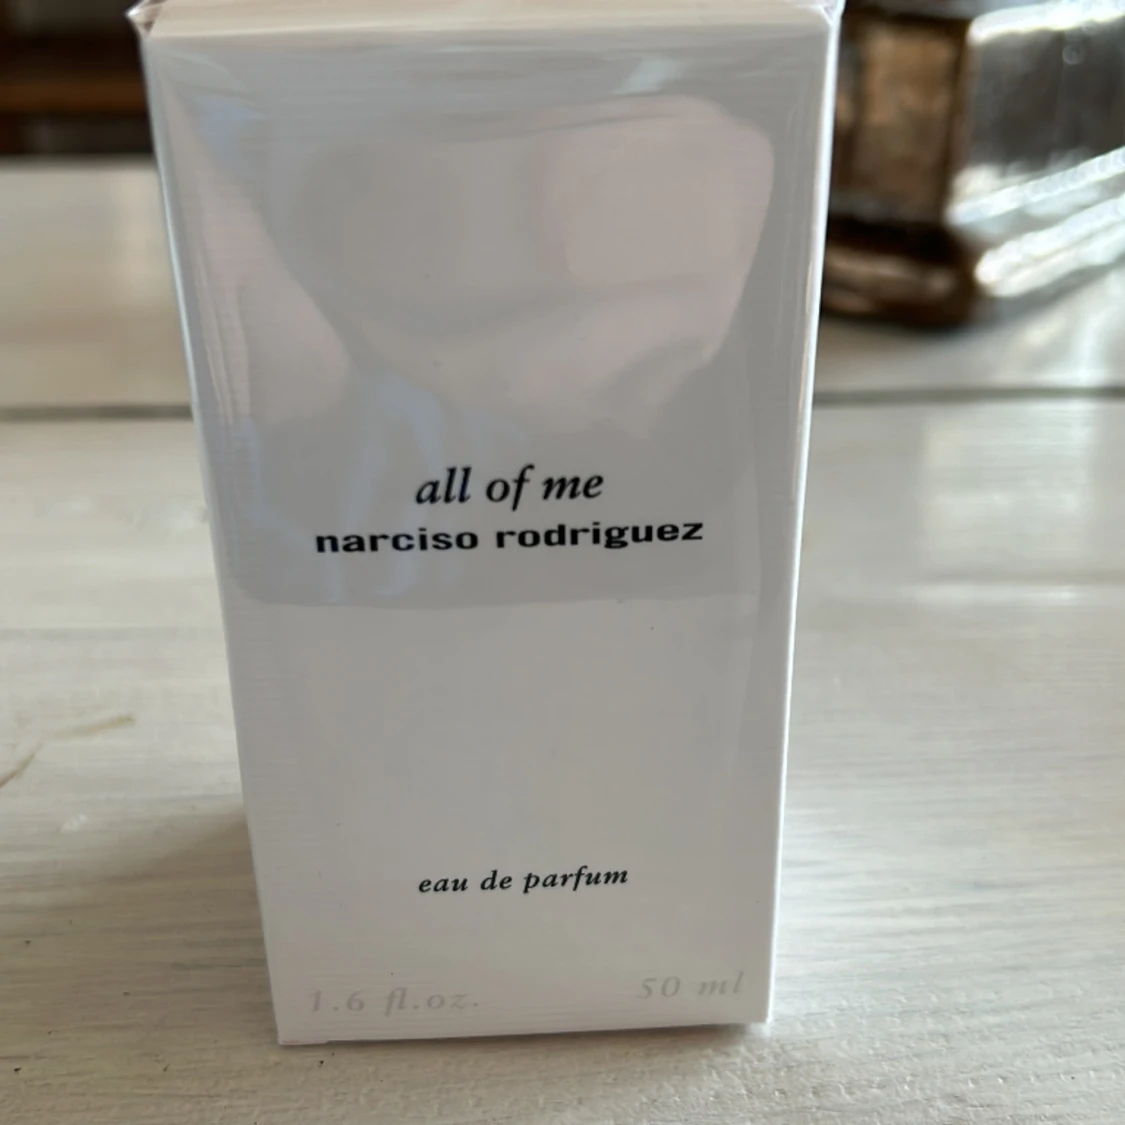 all of me
narciso rodriguez
eau de parfum
1.6 fl.oz. 50 ml